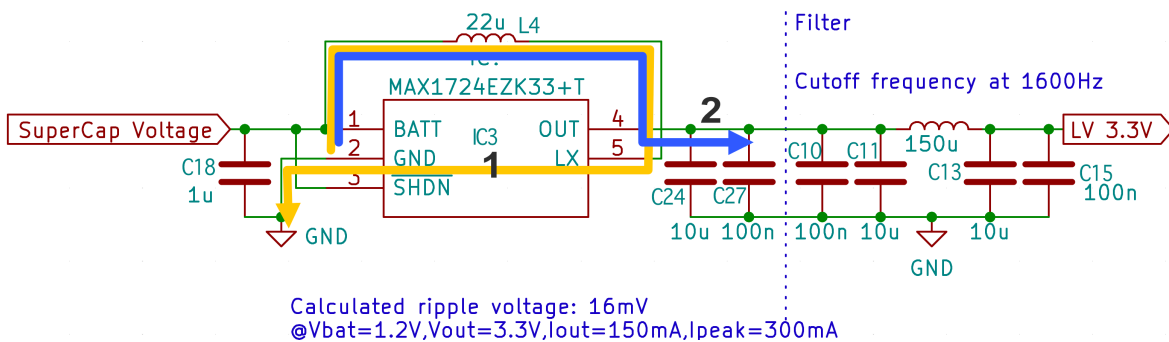 Filter
22u L4
MAX1724EZK33+T
Cutoff frequency at 1600Hz
SuperCap Voltage
1 BATT OUT 4
2
IC3
LV 3.3V
2 GND LX 5
1
3 SHDN
C18
1u
C24 C27 C10 C11 150u C13 C15
100n
10u 100n 100n 10u 10u
GND
GND
Calculated ripple voltage: 16mV
@Vbat=1.2V,Vout=3.3V,Iout=150mA,Ipeak=300mA